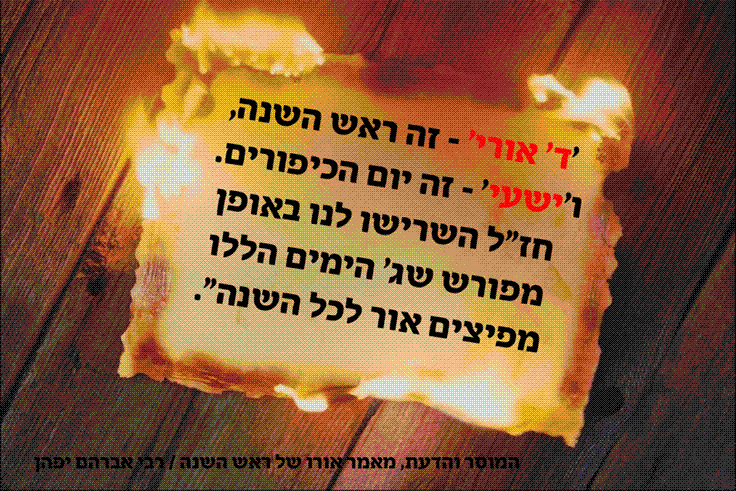 'ד' אורי' - זה ראש השנה,
ו'ישעי' - זה יום הכיפורים.
חז"ל השרישו לנו באופן
מפורש שג' הימים הללו
מפיצים אור לכל השנה".
המוסר והדעת, מאמר אורו של ראש השנה / רבי אברהם יפהן